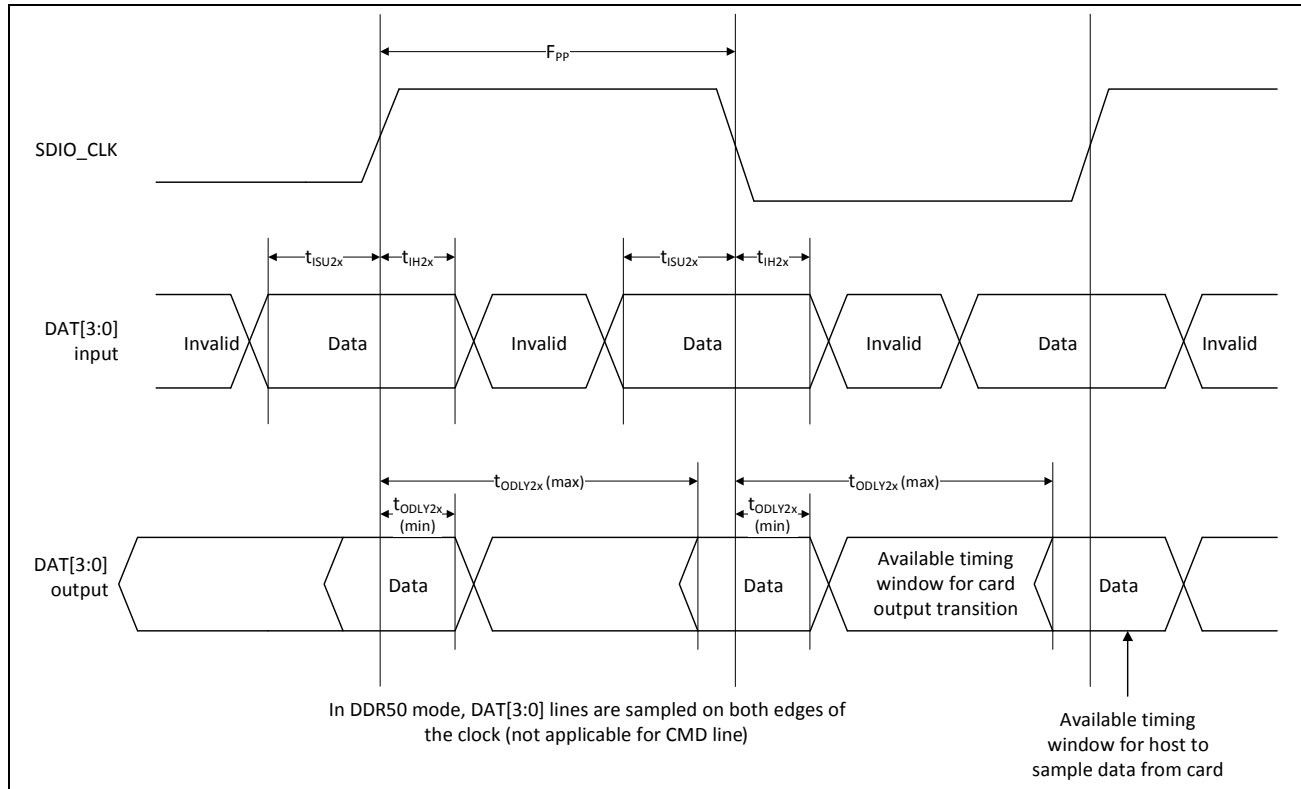 FPP
SDIO_CLK
tISU2x
tIH2x
tISU2x
tIH2x
DAT[3:0]
input
Invalid
Data
Invalid
Data
Invalid
Data
Invalid
tODLY2x (max)
tODLY2x (max)
tODLY2x
(min)
tODLY2x
(min)
DAT[3:0]
output
Data
Data
Available timing
window for card
output transition
Data
In DDR50 mode, DAT[3:0] lines are sampled on both edges of
the clock (not applicable for CMD line)
Available timing
window for host to
sample data from card